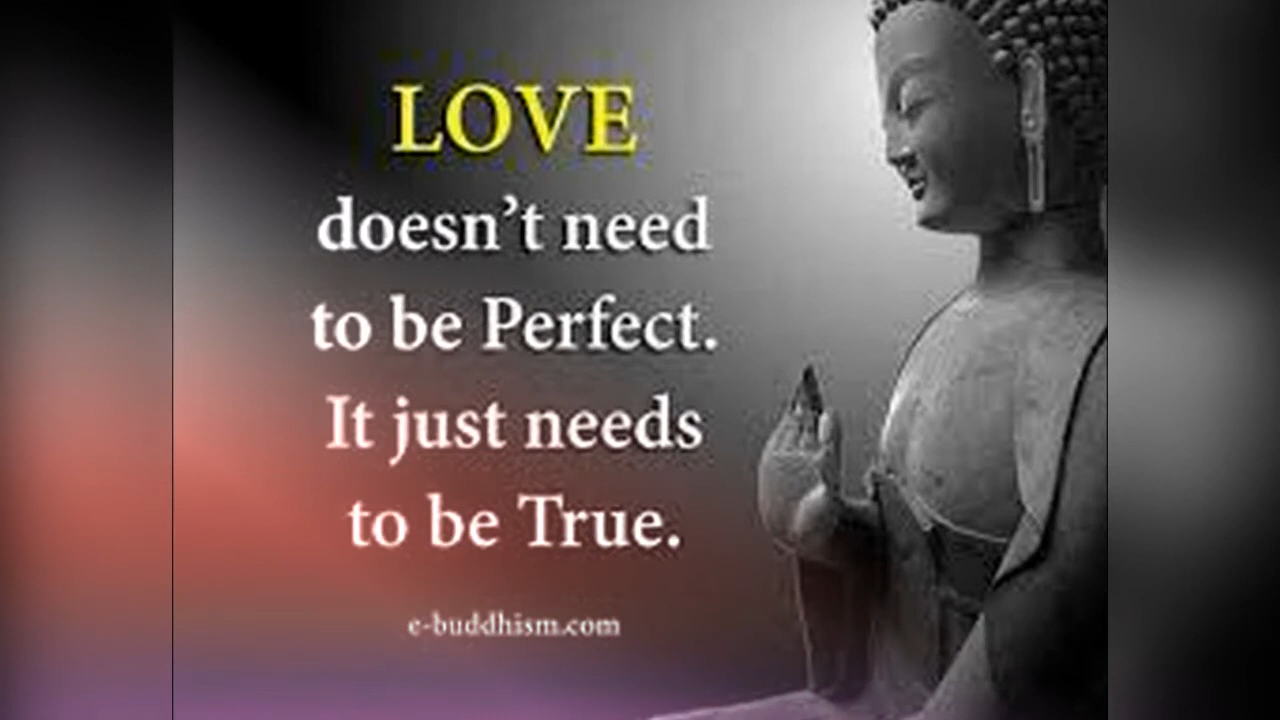 LOVE
doesn’t need
to be Perfect.
It just needs
to be True.
e-buddhism.com